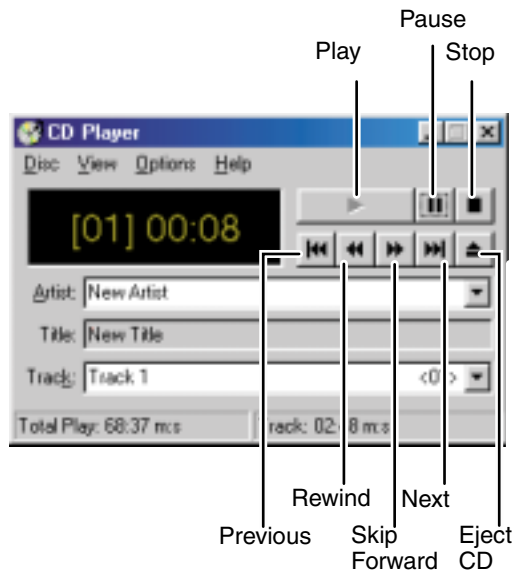 Pause
Play Stop
CD Player
Disc View Options Help
[01] 00:08
Artist: New Artist
Title: New Title
Track: Track 1
Total Play: 68:37 m:s
Rewind Next
Previous Skip Forward Eject CD